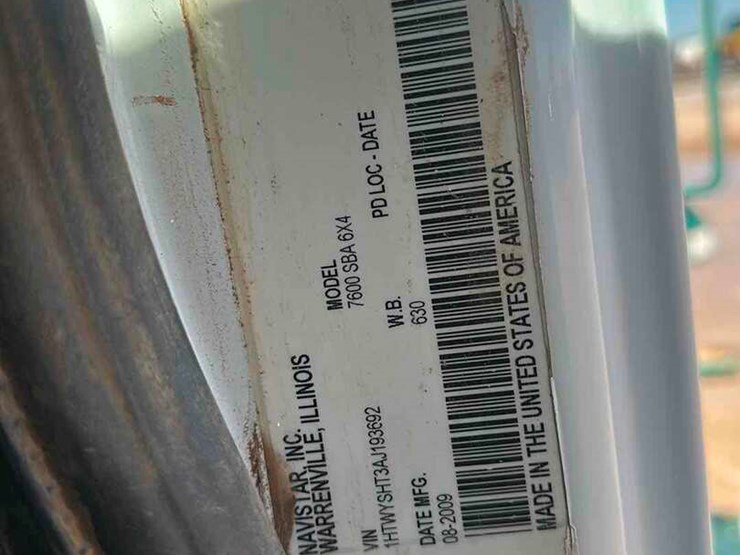 NAVISTAR, INC.
WARRENVILLE, ILLINOIS
MODEL
7600 SBA 6X4
VIN
1HTWYSHT3AJ193692
W.B.
630
PD LOC - DATE
DATE MFG.
08-2009
MADE IN THE UNITED STATES OF AMERICA